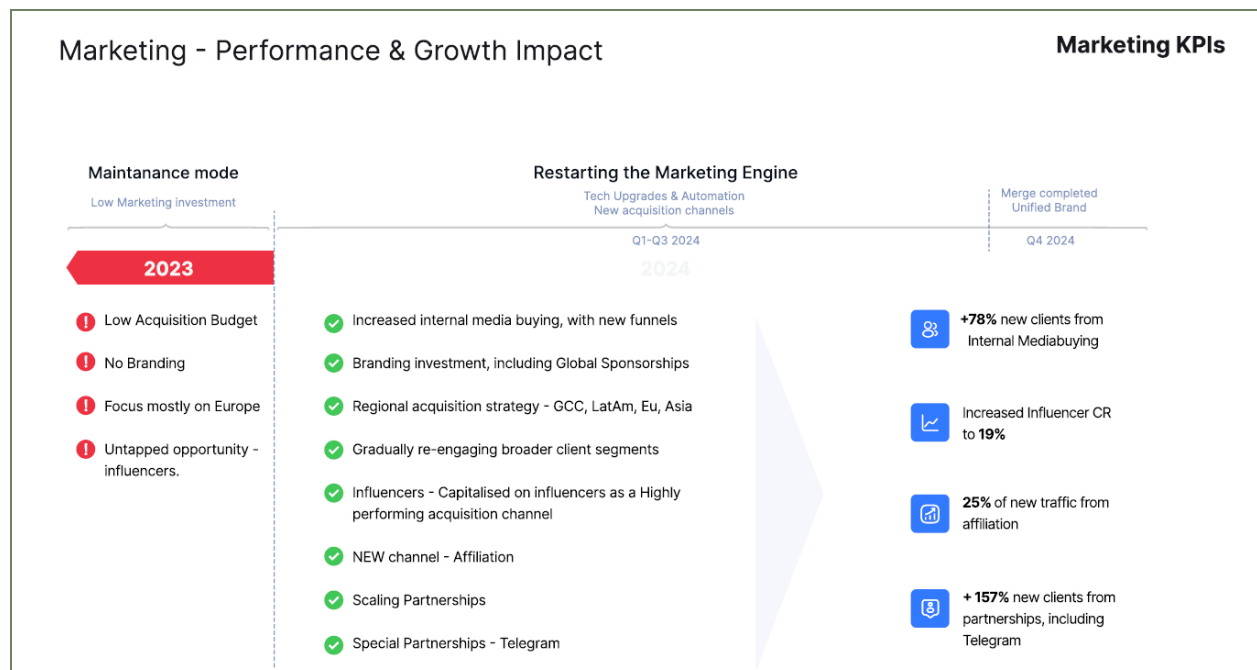 Marketing - Performance & Growth Impact
Marketing KPIs
Maintanance mode
Low Marketing investment
2023
Low Acquisition Budget
No Branding
Focus mostly on Europe
Untapped opportunity -
influencers.
Restarting the Marketing Engine
Tech Upgrades & Automation
New acquisition channels
Q1-Q3 2024
2024
Increased internal media buying, with new funnels
Branding investment, including Global Sponsorships
Regional acquisition strategy - GCC, LatAm, Eu, Asia
Gradually re-engaging broader client segments
Influencers - Capitalised on influencers as a Highly
performing acquisition channel
NEW channel - Affiliation
Scaling Partnerships
Special Partnerships - Telegram
Merge completed
Unified Brand
Q4 2024
+78% new clients from
Internal Mediabuying
Increased Influencer CR
to 19%
25% of new traffic from
affiliation
+ 157% new clients from
partnerships, including
Telegram